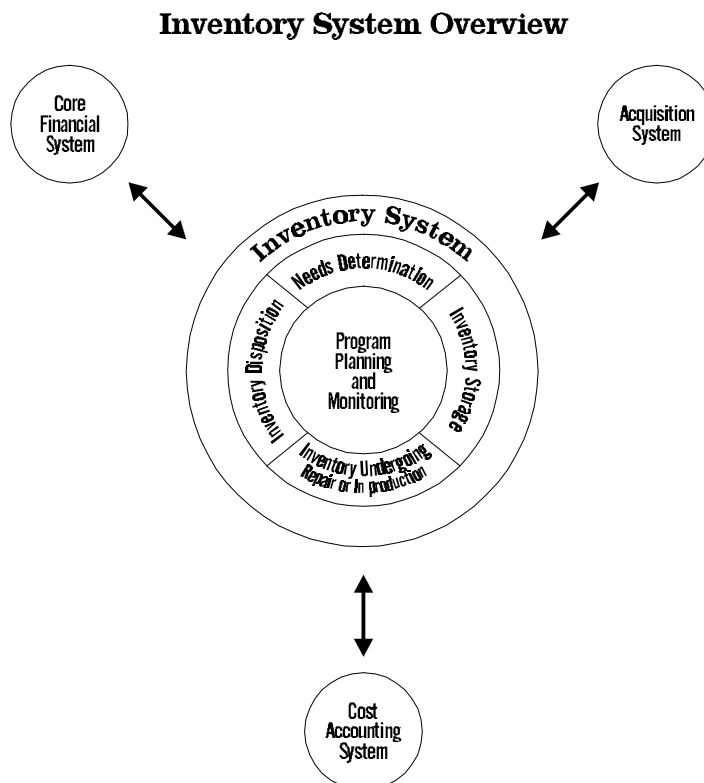 Inventory System Overview
Core
Financial
System
Acquisition
System
Inventory System
Needs Determination
Inventory Disposition
Program
Planning
and
Monitoring
Inventory Storage
Inventory Undergoing
Repair or In production
Cost
Accounting
System